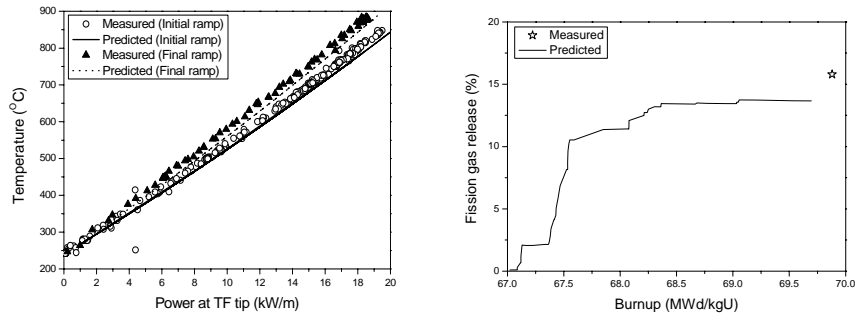 900
800
700
600
500
400
300
200
Temperature (°C)
Measured (Initial ramp)
Predicted (Initial ramp)
Measured (Final ramp)
Predicted (Final ramp)
0 2 4 6 8 10 12 14 16 18 20
Power at TF tip (kW/m)
20
15
10
5
0
Fission gas release (%)
Measured
Predicted
67.0 67.5 68.0 68.5 69.0 69.5 70.0
Burnup (MWd/kgU)